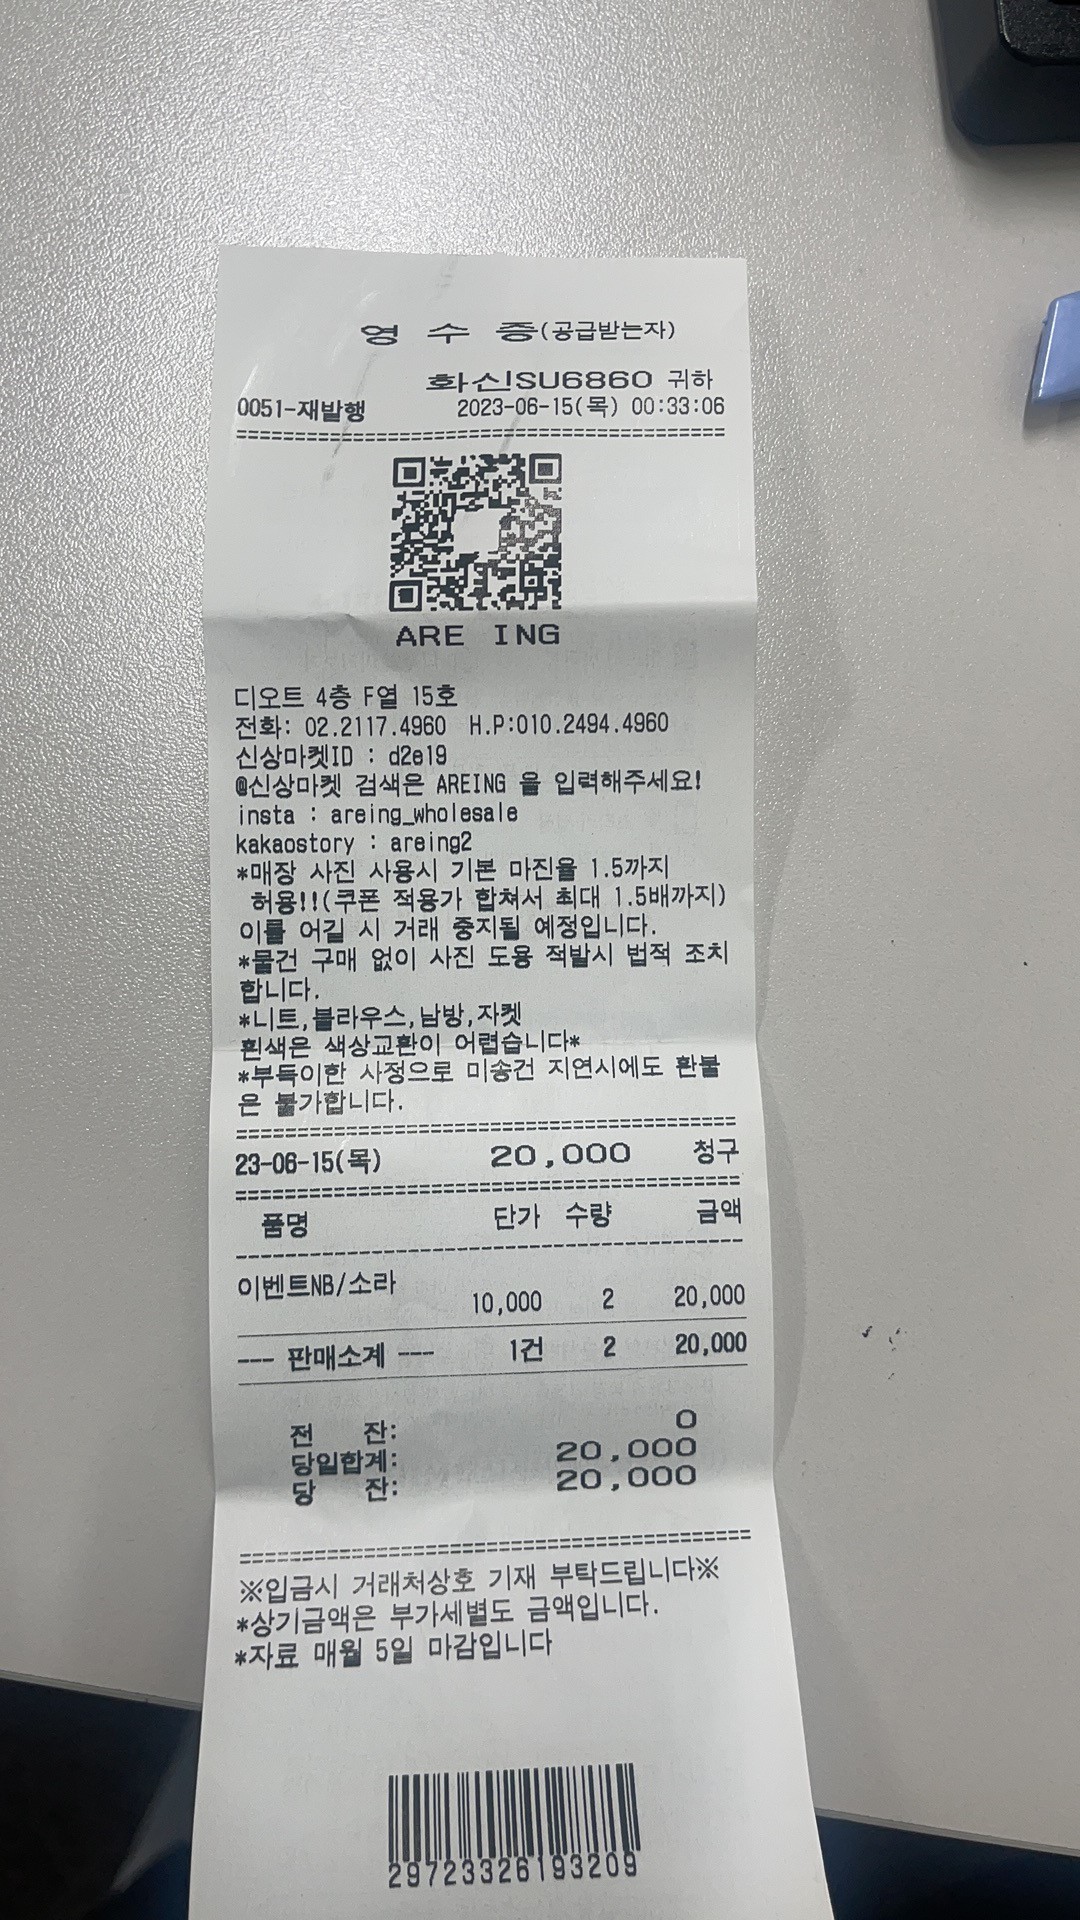 영 수 증(공급받는자)
화신SU6860 귀하
0051-재발행 2023-06-15(목) 00:33:06
ARE ING
디오트 4층 F열 15호
전화: 02.2117.4960 H.P:010.2494.4960
신상마켓ID : d2e19
@신상마켓 검색은 AREING 을 입력해주세요!
insta : areing_wholesale
kakaostory : areing2
*매장 사진 사용시 기본 마진율 1.5까지
허용!!(쿠폰 적용가 합쳐서 최대 1.5배까지)
이를 어길 시 거래 중지될 예정입니다.
*물건 구매 없이 사진 도용 적발시 법적 조치
합니다.
*니트,블라우스,남방,자켓
흰색은 색상교환이 어렵습니다*
*부득이한 사정으로 미송건 지연시에도 환불
은 불가합니다.
23-06-15(목) 20,000 청구
품명 단가 수량 금액
이벤트NB/소라
10,000 2 20,000
--- 판매소계 --- 1건 2 20,000
전 잔: 0
당일합계: 20,000
당 잔: 20,000
※입금시 거래처상호 기재 부탁드립니다※
*상기금액은 부가세별도 금액입니다.
*자료 매월 5일 마감입니다
29723326193209